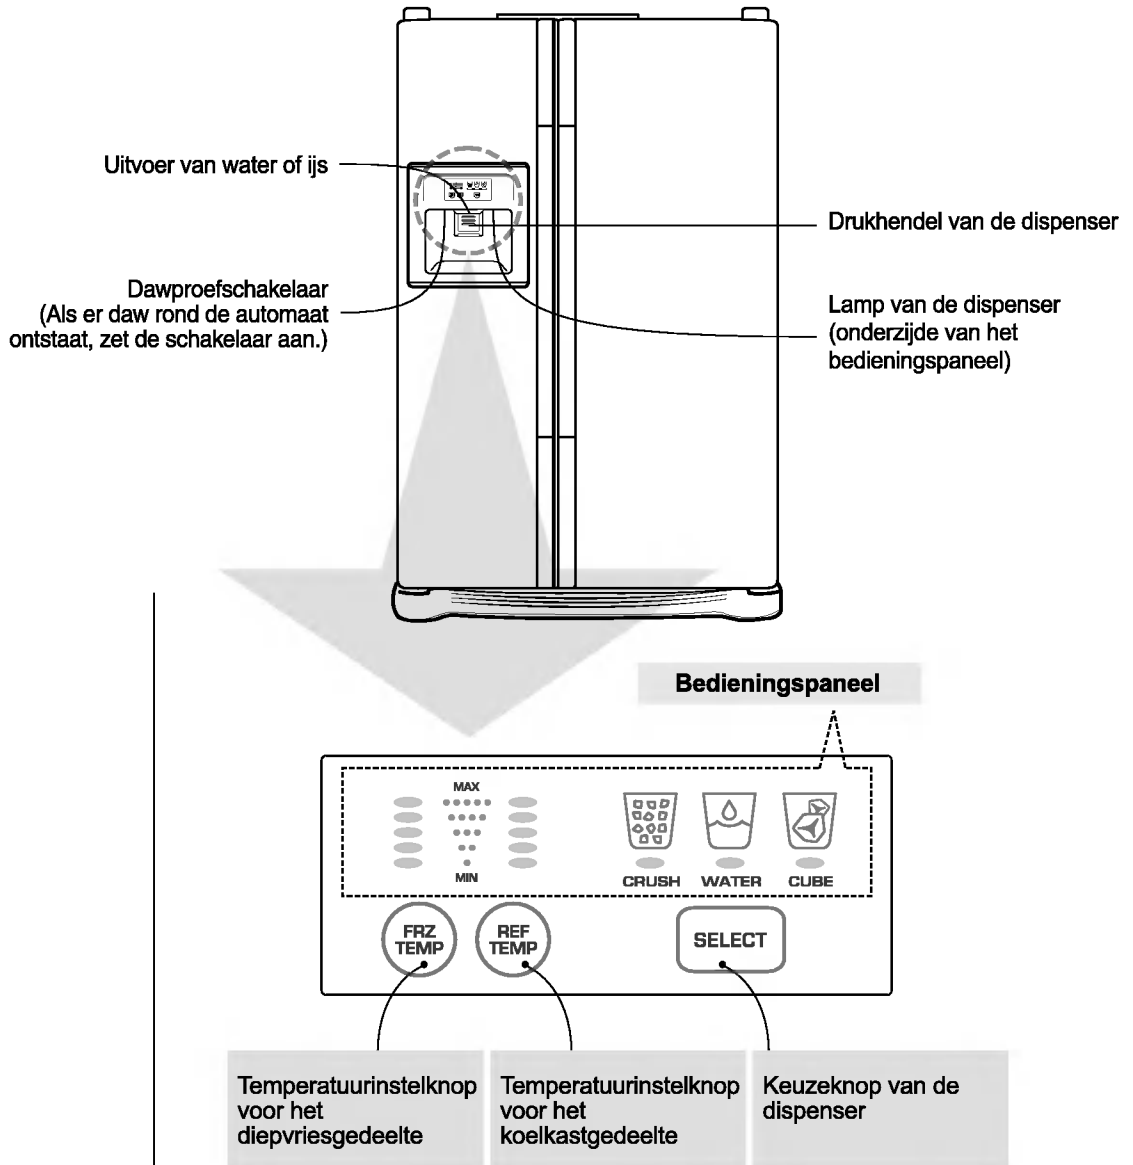 Uitvoer van water of ijs
Drukhendel van de dispenser
Dawproefschakelaar
(Als er daw rond de automaat
ontstaat, zet de schakelaar aan.)
Lamp van de dispenser
(onderzijde van het
bedieningspaneel)
Bedieningspaneel
MAX
MIN
CRUSH WATER CUBE
FRZ
TEMP
REF
TEMP
SELECT
Temperatuurinstelknop
voor het
diepvriesgedeelte
Temperatuurinstelknop
voor het
koelkastgedeelte
Keuzeknop van de
dispenser